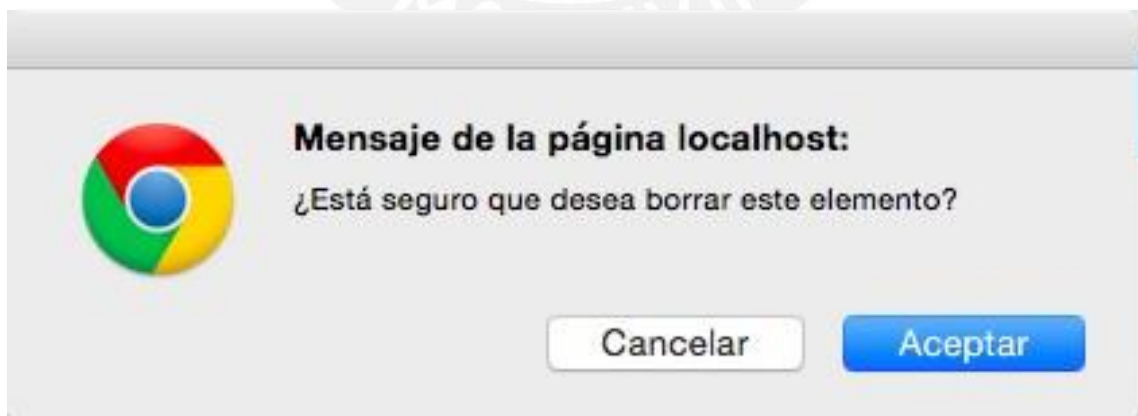 Mensaje de la página localhost:
¿Está seguro que desea borrar este elemento?
Cancelar Aceptar